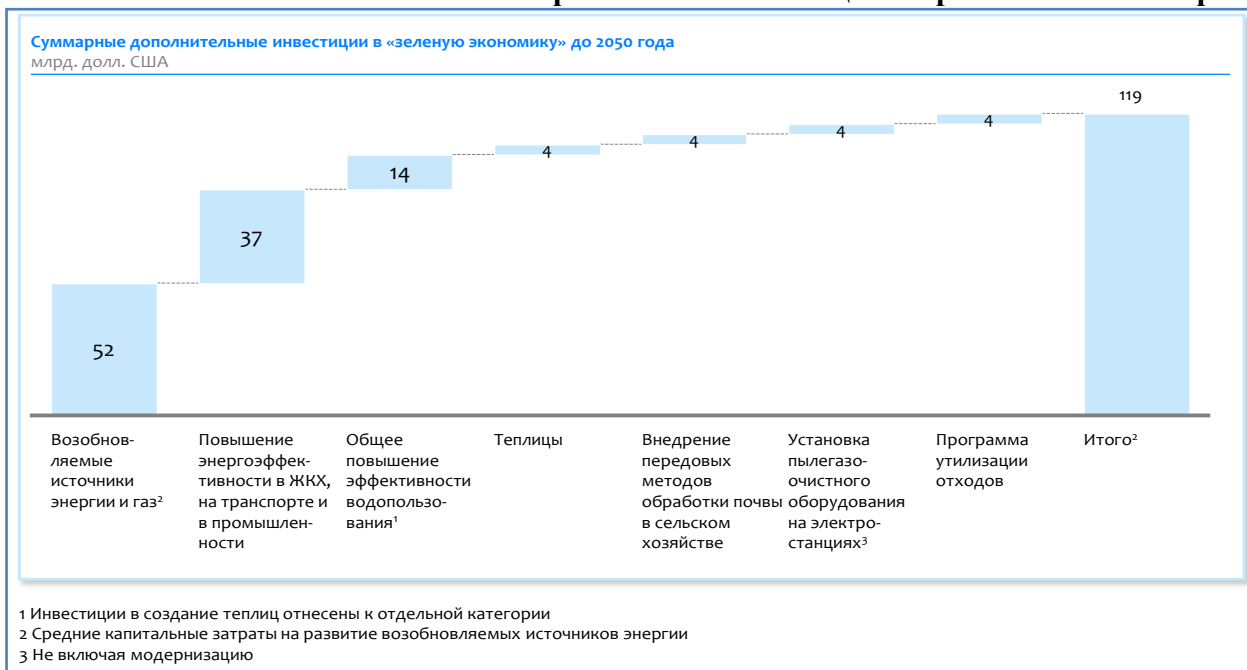 Суммарные дополнительные инвестиции в «зеленую экономику» до 2050 года
млрд. долл. США
52
37
14
4
4
4
4
119
Возобнов-
ляемые
источники
энергии и газ²
Повышение
энергоэффек-
тивности в ЖКХ,
на транспорте и
в промышлен-
ности
Общее
повышение
эффективности
водопользо-
вания¹
Теплицы
Внедрение
передовых
методов
обработки почвы
в сельском
хозяйстве
Установка
пылегазо-
очистного
оборудования
на электро-
станциях³
Программа
утилизации
отходов
Итого²
1 Инвестиции в создание теплиц отнесены к отдельной категории
2 Средние капитальные затраты на развитие возобновляемых источников энергии
3 Не включая модернизацию